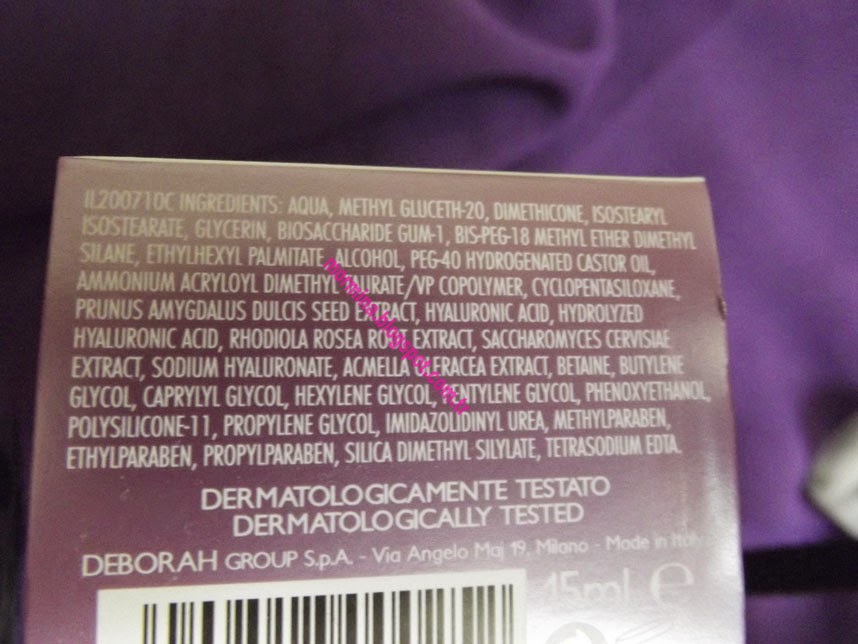 IL200710C INGREDIENTS: AQUA, METHYL GLUCETH-20, DIMETHICONE, ISOSTEARYL
ISOSTEARATE, GLYCERIN, BIOSACCHARIDE GUM-1, BIS-PEG-18 METHYL ETHER DIMETHYL
SILANE, ETHYLHEXYL PALMITATE, ALCOHOL, PEG-40 HYDROGENATED CASTOR OIL,
AMMONIUM ACRYLOYL DIMETHYL TAURATE/VP COPOLYMER, CYCLOPENTASILOXANE,
PRUNUS AMYGDALUS DULCIS SEED EXTRACT, HYALURONIC ACID, HYDROLYZED
HYALURONIC ACID, RHODIOLA ROSEA ROOT EXTRACT, SACCHAROMYCES CERVISIAE
EXTRACT, SODIUM HYALURONATE, ACMELLA OLERACEA EXTRACT, BETAINE, BUTYLENE
GLYCOL, CAPRYLYL GLYCOL, HEXYLENE GLYCOL, PENTYLENE GLYCOL, PHENOXYETHANOL,
POLYSILICONE-11, PROPYLENE GLYCOL, IMIDAZOLIDINYL UREA, METHYLPARABEN,
ETHYLPARABEN, PROPYLPARABEN, SILICA DIMETHYL SILYLATE, TETRASODIUM EDTA.
DERMATOLOGICAMENTE TESTATO
DERMATOLOGICALLY TESTED
DEBORAH GROUP S.p.A. - Via Angelo Maj 19, Milano - Made in Italy
15ml e